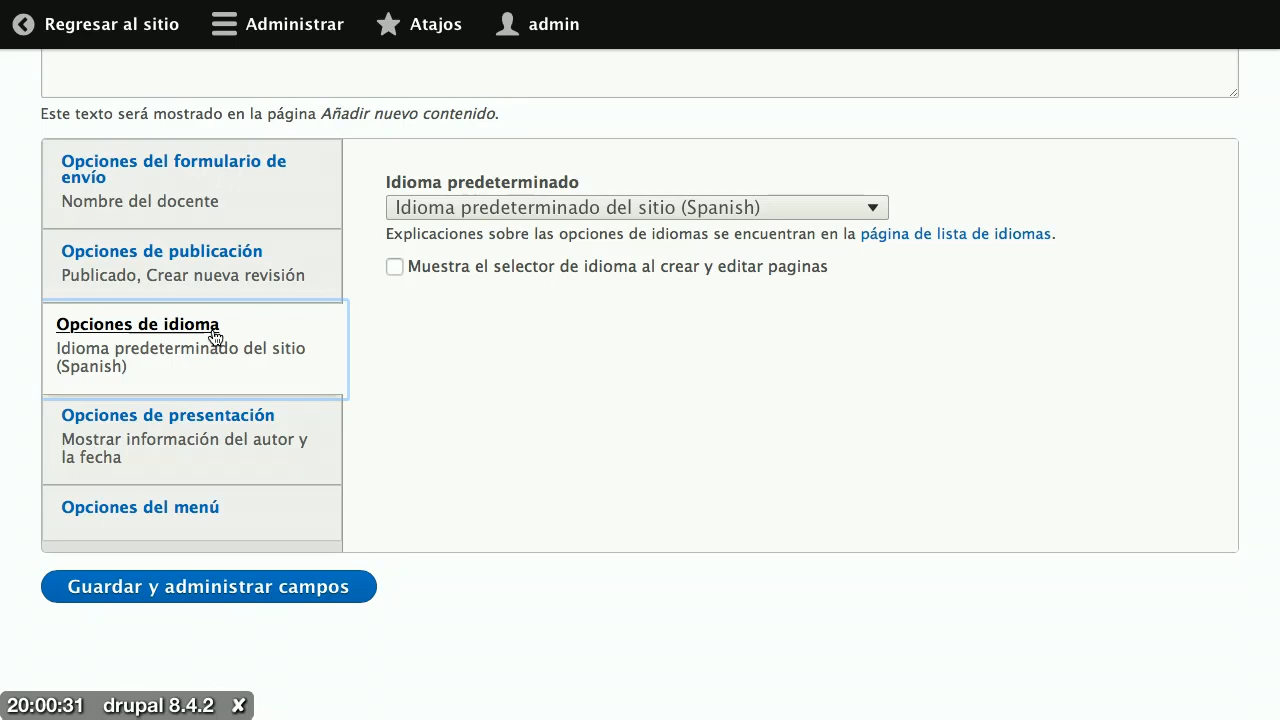 Regresar al sitio Administrar Atajos admin
Este texto será mostrado en la página Añadir nuevo contenido.
Opciones del formulario de
envío
Nombre del docente
Opciones de publicación
Publicado, Crear nueva revisión
Opciones de idioma
Idioma predeterminado del sitio
(Spanish)
Opciones de presentación
Mostrar información del autor y
la fecha
Opciones del menú
Idioma predeterminado
Idioma predeterminado del sitio (Spanish)
Explicaciones sobre las opciones de idiomas se encuentran en la página de lista de idiomas.
Muestra el selector de idioma al crear y editar paginas
Guardar y administrar campos
20:00:31 drupal 8.4.2 ✘